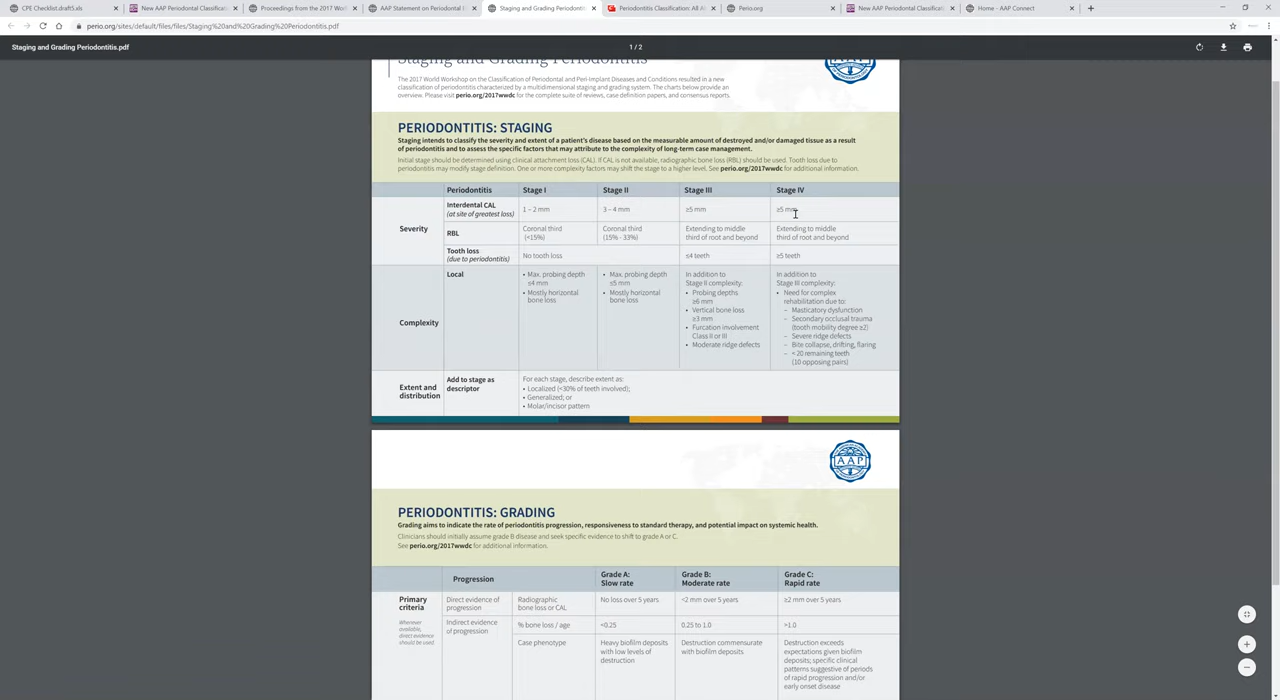 CPE Checklist.draft5.xls
New AAP Periodontal Classificati
Proceedings from the 2017 Worl
AAP Statement on Periodontal I
Staging and Grading Periodontit
Periodontitis Classification: All A
Perio.org
New AAP Periodontal Classificati
Home - AAP Connect
perio.org/sites/default/files/files/Staging%20and%20Grading%20Periodontitis.pdf
Staging and Grading Periodontitis.pdf
1 / 2
Staging and Grading Periodontitis
The 2017 World Workshop on the Classification of Periodontal and Peri-Implant Diseases and Conditions resulted in a new
classification of periodontitis characterized by a multidimensional staging and grading system. The charts below provide an
overview. Please visit perio.org/2017wwdc for the complete suite of reviews, case definition papers, and consensus reports.
AAP
PERIODONTITIS: STAGING
Staging intends to classify the severity and extent of a patient's disease based on the measurable amount of destroyed and/or damaged tissue as a result
of periodontitis and to assess the specific factors that may attribute to the complexity of long-term case management.
Initial stage should be determined using clinical attachment loss (CAL). If CAL is not available, radiographic bone loss (RBL) should be used. Tooth loss due to
periodontitis may modify stage definition. One or more complexity factors may shift the stage to a higher level. See perio.org/2017wwdc for additional information.
Periodontitis Stage I Stage II Stage III Stage IV
Severity
Interdental CAL
(at site of greatest loss)
1 – 2 mm
3 – 4 mm
≥5 mm
≥5 mm
RBL
Coronal third
(<15%)
Coronal third
(15% - 33%)
Extending to middle
third of root and beyond
Extending to middle
third of root and beyond
Tooth loss
(due to periodontitis)
No tooth loss
≤4 teeth
≥5 teeth
Complexity
Local
• Max. probing depth
≤4 mm
• Mostly horizontal
bone loss
• Max. probing depth
≤5 mm
• Mostly horizontal
bone loss
In addition to
Stage II complexity:
• Probing depths
≥6 mm
• Vertical bone loss
≥3 mm
• Furcation involvement
Class II or III
• Moderate ridge defects
In addition to
Stage III complexity:
• Need for complex
rehabilitation due to:
– Masticatory dysfunction
– Secondary occlusal trauma
(tooth mobility degree ≥2)
– Severe ridge defects
– Bite collapse, drifting, flaring
– < 20 remaining teeth
(10 opposing pairs)
Extent and
distribution
Add to stage as
descriptor
For each stage, describe extent as:
• Localized (<30% of teeth involved);
• Generalized; or
• Molar/incisor pattern
AAP
PERIODONTITIS: GRADING
Grading aims to indicate the rate of periodontitis progression, responsiveness to standard therapy, and potential impact on systemic health.
Clinicians should initially assume grade B disease and seek specific evidence to shift to grade A or C.
See perio.org/2017wwdc for additional information.
Progression
Grade A:
Slow rate
Grade B:
Moderate rate
Grade C:
Rapid rate
Primary
criteria
Whenever
available,
direct evidence
should be used.
Direct evidence of
progression
Radiographic
bone loss or CAL
No loss over 5 years
<2 mm over 5 years
≥2 mm over 5 years
Indirect evidence
of progression
% bone loss / age
<0.25
0.25 to 1.0
>1.0
Case phenotype
Heavy biofilm deposits
with low levels of
destruction
Destruction commensurate
with biofilm deposits
Destruction exceeds
expectations given biofilm
deposits; specific clinical
patterns suggestive of periods
of rapid progression and/or
early onset disease